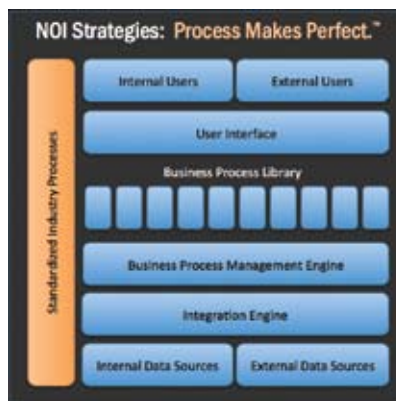 NOI Strategies: Process Makes Perfect.™
Standardized Industry Processes
Internal Users
External Users
User Interface
Business Process Library
Business Process Management Engine
Integration Engine
Internal Data Sources
External Data Sources